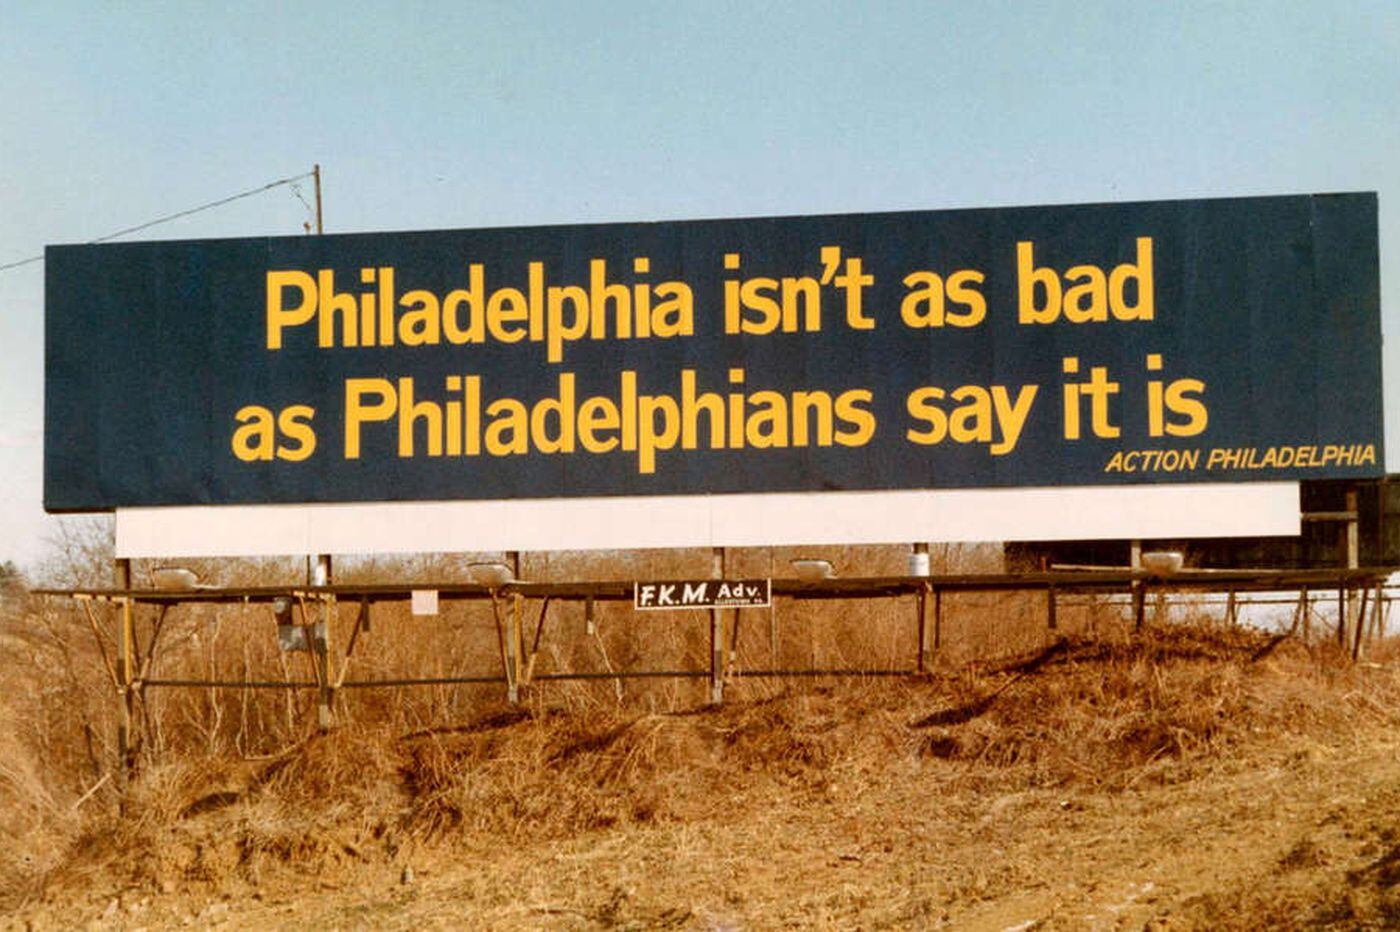 Philadelphia isn't as bad
as Philadelphians say it is
ACTION PHILADELPHIA
F.K.M. Adv.